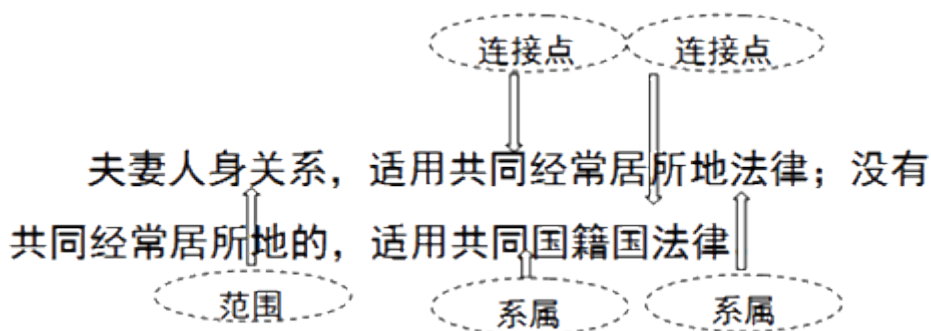 连接点 连接点
夫妻人身关系，适用共同经常居所地法律；没有
共同经常居所地的，适用共同国籍国法律
范围 系属 系属